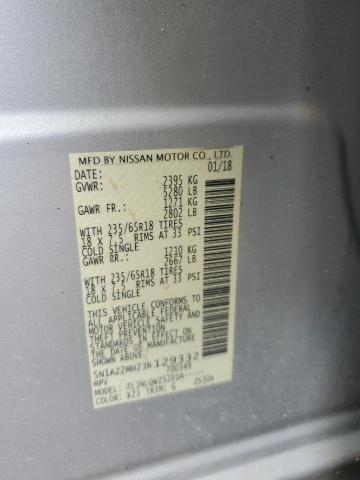 MFD BY NISSAN MOTOR CO., LTD.
DATE: 01/18
GVWR: 2395 KG
5280 LB
GAWR FR.: 1271 KG
2802 LB
WITH 235/65R18 TIRES
18 X 7.5 RIMS AT 33 PSI
COLD SINGLE
GAWR RR.: 1210 KG
2667 LB
WITH 235/65R18 TIRES
18 X 7.5 RIMS AT 33 PSI
COLD SINGLE
THIS VEHICLE CONFORMS TO
ALL APPLICABLE FEDERAL
MOTOR VEHICLE SAFETY
STANDARDS IN EFFECT ON
THE DATE OF MANUFACTURE
SHOWN ABOVE.
5N1AZ2MH2JN129332
MPV 700349
MODEL:
COLOR: K23 TRIM: G Z530A